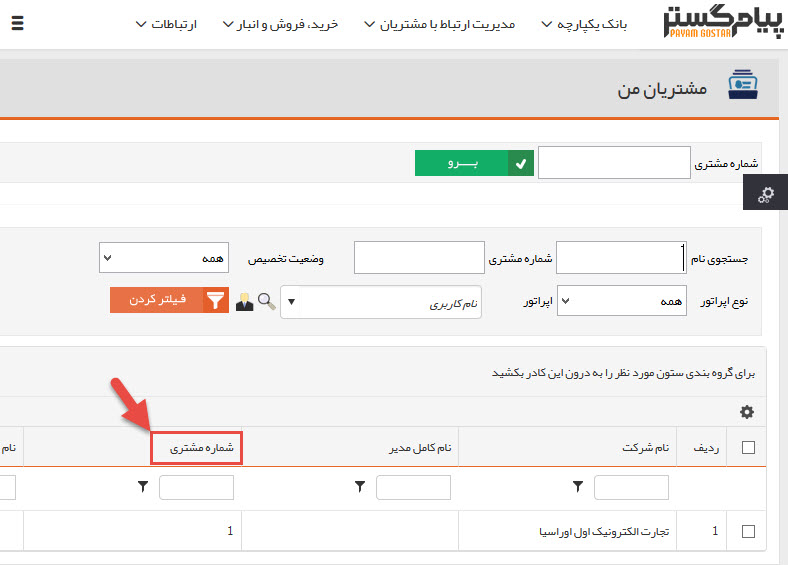 پیام‌گستر
PAYAM GOSTAR
بانک یکپارچه مدیریت ارتباط با مشتریان خرید، فروش و انبار ارتباطات
مشتریان من
شماره مشتری بـــرو
جستجوی نام شماره مشتری وضعیت تخصیص همه
نوع اپراتور همه اپراتور نام کاربری فیلتر کردن
برای گروه بندی ستون مورد نظر را به درون این کادر بکشید
ردیف نام شرکت نام کامل مدیر شماره مشتری نام
1 تجارت الکترونیک اول اوراسیا 1